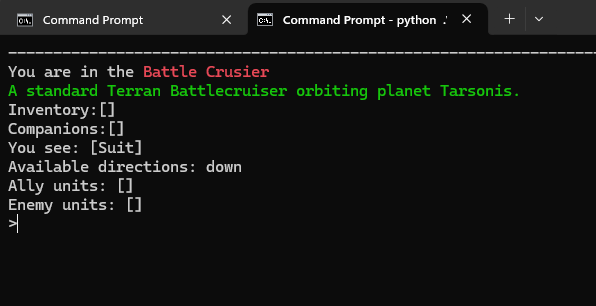 Command Prompt
Command Prompt - python .\
You are in the Battle Crusier
A standard Terran Battlecruiser orbiting planet Tarsonis.
Inventory:[]
Companions:[]
You see: [Suit]
Available directions: down
Ally units: []
Enemy units: []
>